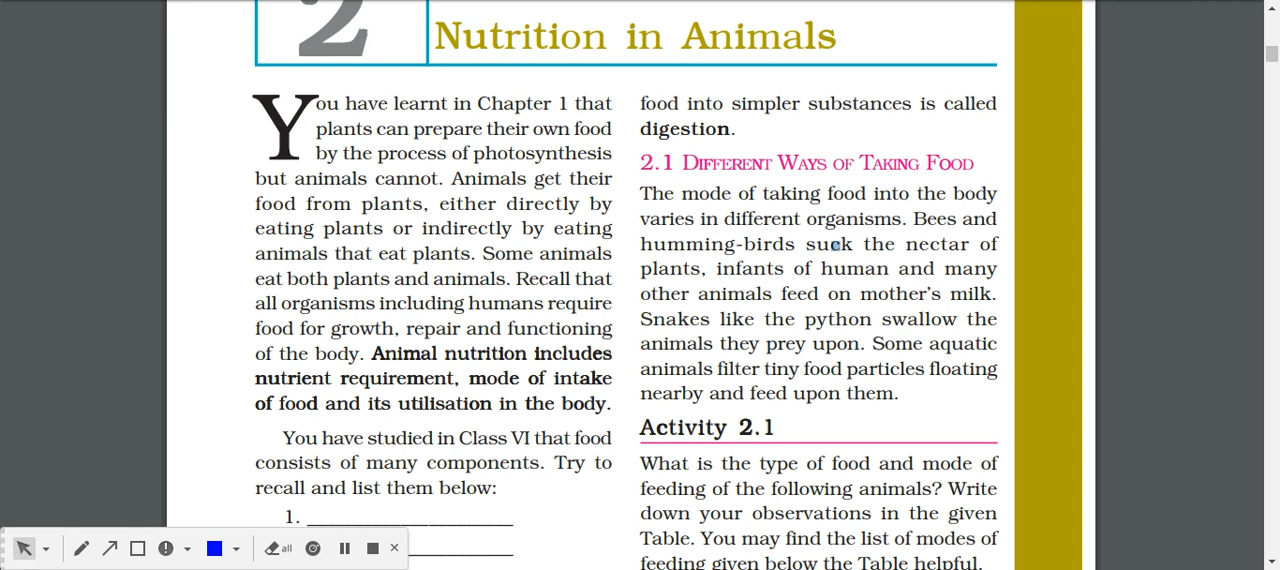 2
Nutrition in Animals
You have learnt in Chapter 1 that
plants can prepare their own food
by the process of photosynthesis
but animals cannot. Animals get their
food from plants, either directly by
eating plants or indirectly by eating
animals that eat plants. Some animals
eat both plants and animals. Recall that
all organisms including humans require
food for growth, repair and functioning
of the body. Animal nutrition includes
nutrient requirement, mode of intake
of food and its utilisation in the body.
You have studied in Class VI that food
consists of many components. Try to
recall and list them below:
1. ____________________
food into simpler substances is called
digestion.
2.1 DIFFERENT WAYS OF TAKING FOOD
The mode of taking food into the body
varies in different organisms. Bees and
humming-birds suck the nectar of
plants, infants of human and many
other animals feed on mother's milk.
Snakes like the python swallow the
animals they prey upon. Some aquatic
animals filter tiny food particles floating
nearby and feed upon them.
Activity 2.1
What is the type of food and mode of
feeding of the following animals? Write
down your observations in the given
Table. You may find the list of modes of
feeding given below the Table helpful.
all